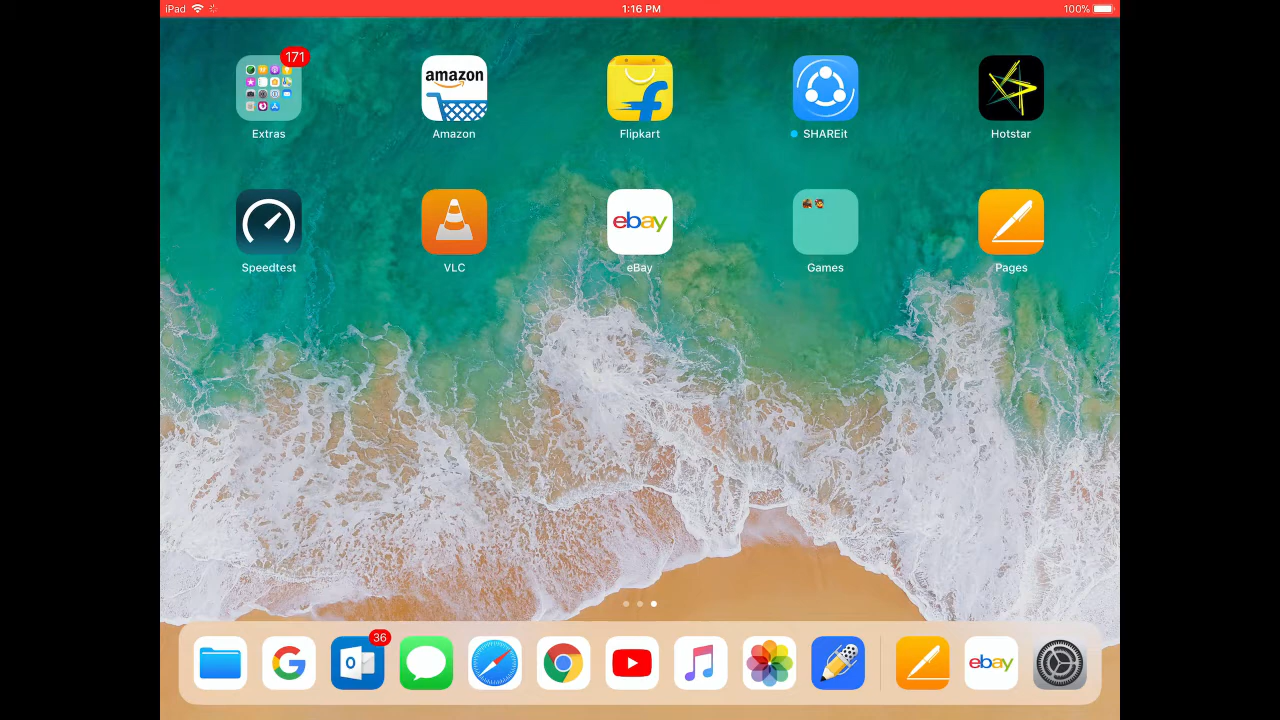 iPad 1:16 PM 100%
171
amazon
Extras Amazon Flipkart SHAREit Hotstar
ebay
Speedtest VLC eBay Games Pages
36
ebay